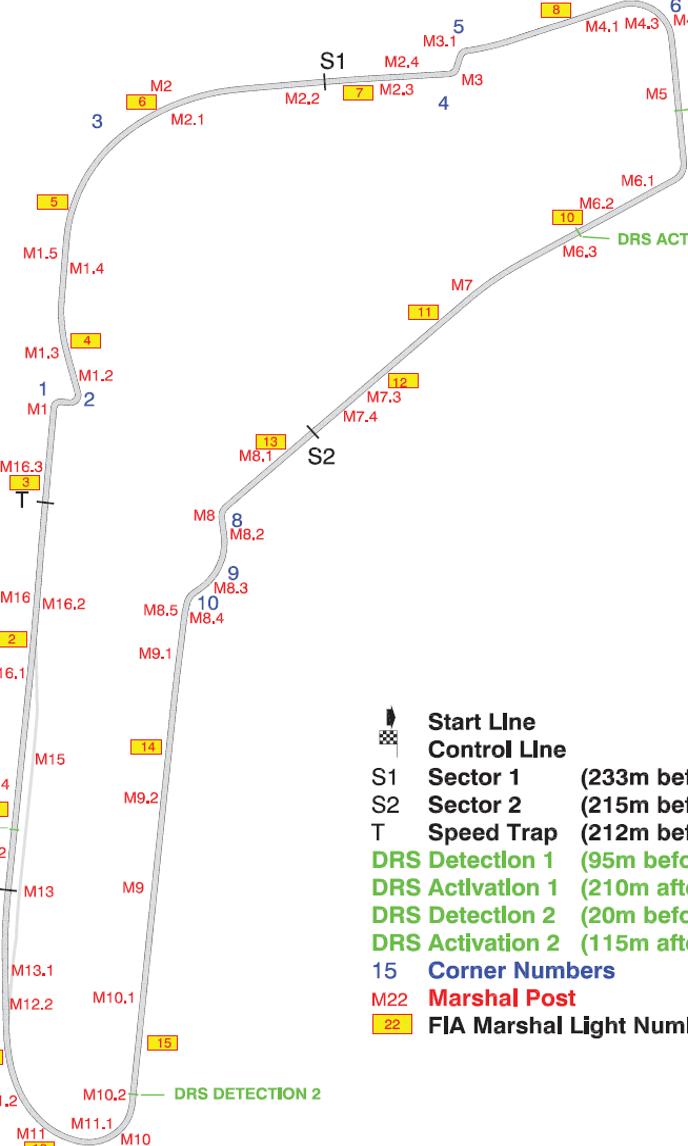 8
6
5
M4.1
M4.3
M3.1
S1
M2.4
M3
M2
M2.2
7
M2.3
4
6
M5
3
M2.1
5
M6.1
M6.2
10
DRS ACT
M6.3
M1.5
M1.4
M7
11
4
M1.3
M1.2
12
M7.3
1
2
M1
M7.4
13
M8.1
S2
M16.3
3
T
M8
8
M8.2
9
M8.3
M16
M16.2
10
M8.5
M8.4
2
M9.1
16.1
Start Line
14
Control Line
M15
S1 Sector 1 (233m bef
4
M9.2
S2 Sector 2 (215m bef
T Speed Trap (212m bef
2
DRS Detection 1 (95m befo
M13
M9
DRS Activation 1 (210m afte
DRS Detection 2 (20m befo
DRS Activation 2 (115m afte
M13.1
15 Corner Numbers
M12.2
M10.1
M22 Marshal Post
22 FIA Marshal Light Num
15
M10.2
DRS DETECTION 2
.2
M11.1
M11
M10